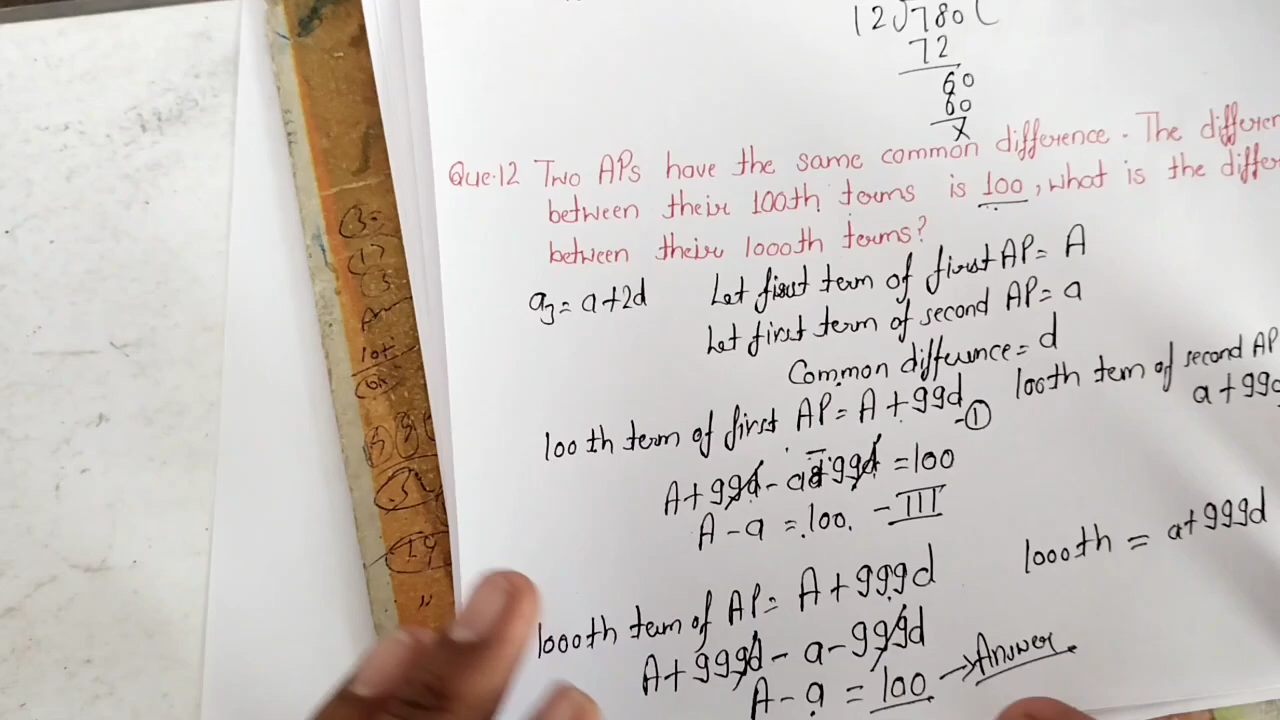 12√780(
72
60
60
x
Que.12 Two APs have the same common difference. The differen
between their 100th terms is 100, what is the diffe
between their 1000th terms?
a3 = a+2d
Let first term of first AP = A
Let first term of second AP = a
Common difference = d
100th term of first AP = A + 99d -①
100th term of second AP
a + 99d
A + 99d - a - 99d = 100
A - a = 100. - III
1000th term of AP = A + 999d
1000th = a + 999d
A + 999d - a - 999d
A - a = 100 → Answer